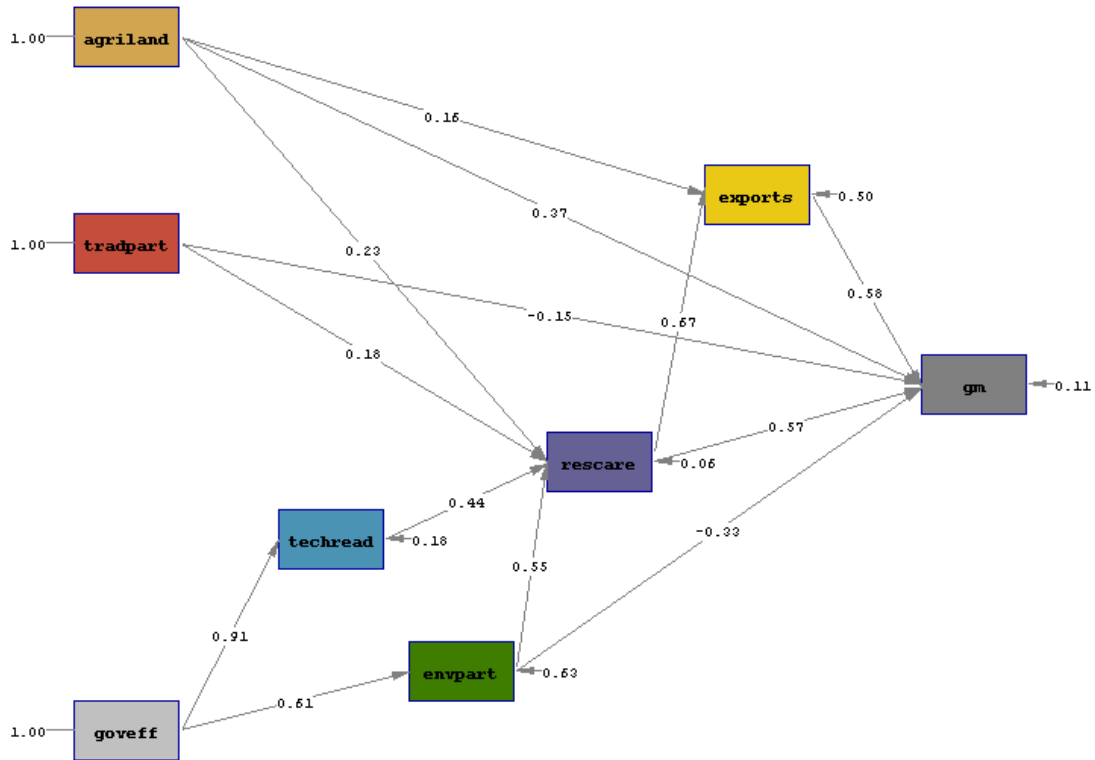 1.00 agriland
0.16
exports 0.50
0.37
1.00 tradpart
0.23
0.58
-0.15
0.67
0.18
gm 0.11
0.57
rescare 0.06
0.44
techread 0.18
-0.33
0.55
0.91
envpart 0.63
0.61
1.00 goveff